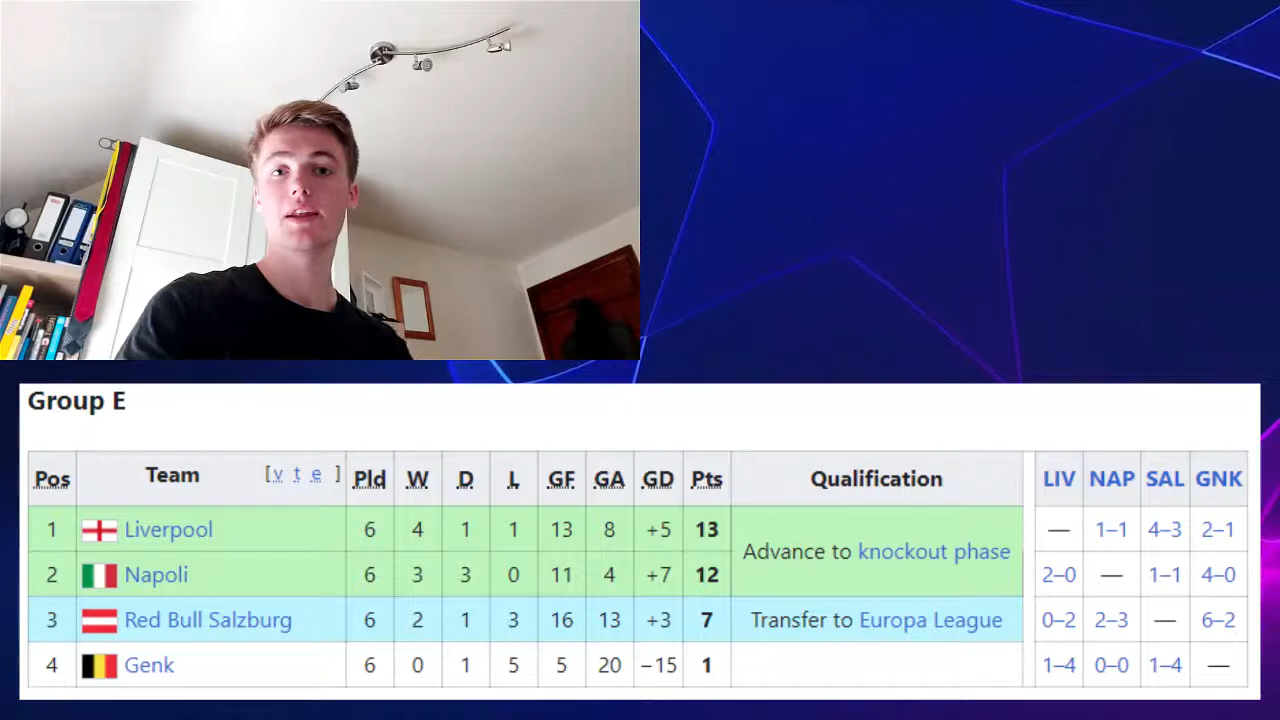 Group E
Pos Team [v t e] Pld W D L GF GA GD Pts Qualification LIV NAP SAL GNK
1 Liverpool 6 4 1 1 13 8 +5 13 Advance to knockout phase — 1–1 4–3 2–1
2 Napoli 6 3 3 0 11 4 +7 12 2–0 — 1–1 4–0
3 Red Bull Salzburg 6 2 1 3 16 13 +3 7 Transfer to Europa League 0–2 2–3 — 6–2
4 Genk 6 0 1 5 5 20 −15 1 1–4 0–0 1–4 —